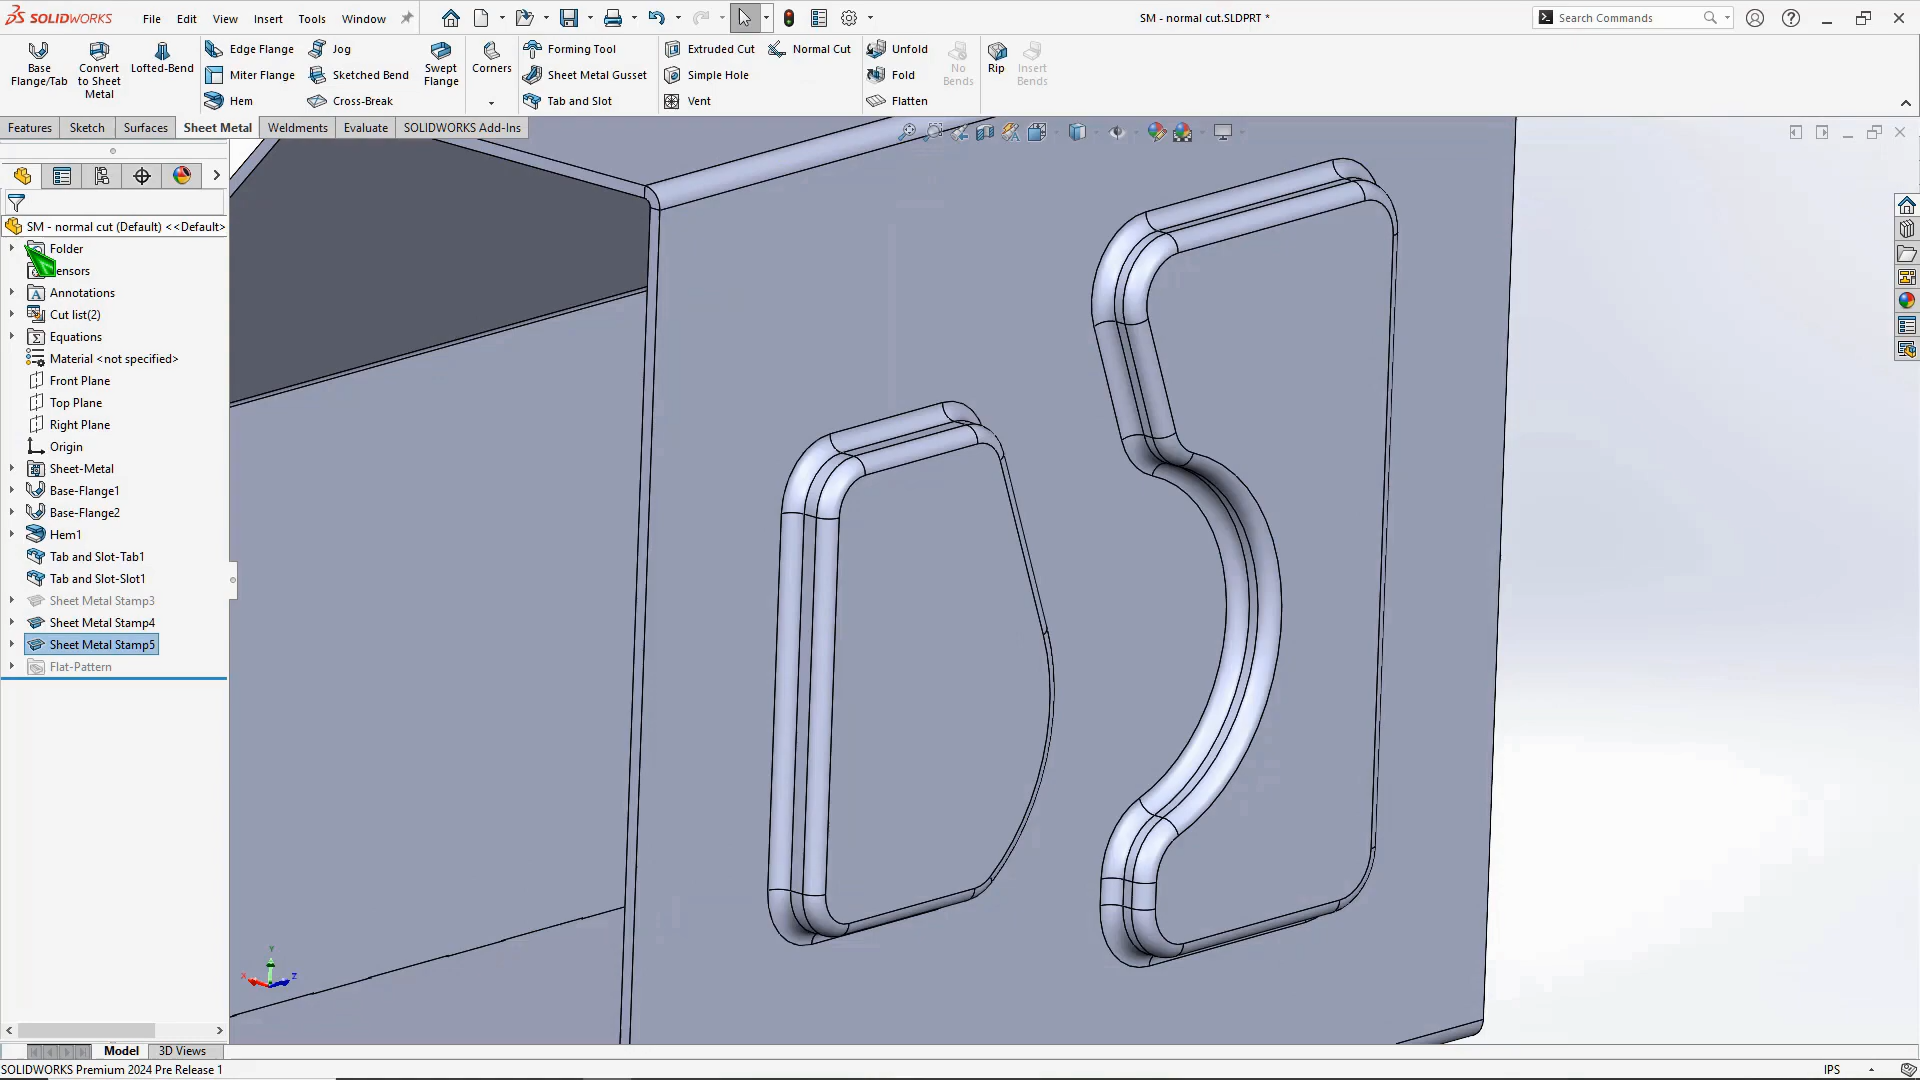 SOLIDWORKS File Edit View Insert Tools Window SM - normal cut.SLDPRT * Search Commands
Base Flange/Tab
Convert to Sheet Metal
Lofted-Bend
Edge Flange
Miter Flange
Hem
Jog
Sketched Bend
Cross-Break
Swept Flange
Corners
Forming Tool
Sheet Metal Gusset
Tab and Slot
Extruded Cut
Simple Hole
Vent
Normal Cut
Unfold
Fold
Flatten
No Bends
Rip
Insert Bends
Features Sketch Surfaces Sheet Metal Weldments Evaluate SOLIDWORKS Add-Ins
SM - normal cut (Default) <<Default>
Folder
ensors
Annotations
Cut list(2)
Equations
Material <not specified>
Front Plane
Top Plane
Right Plane
Origin
Sheet-Metal
Base-Flange1
Base-Flange2
Hem1
Tab and Slot-Tab1
Tab and Slot-Slot1
Sheet Metal Stamp3
Sheet Metal Stamp4
Sheet Metal Stamp5
Flat-Pattern
Y
X
Z
Model 3D Views
SOLIDWORKS Premium 2024 Pre Release 1 IPS